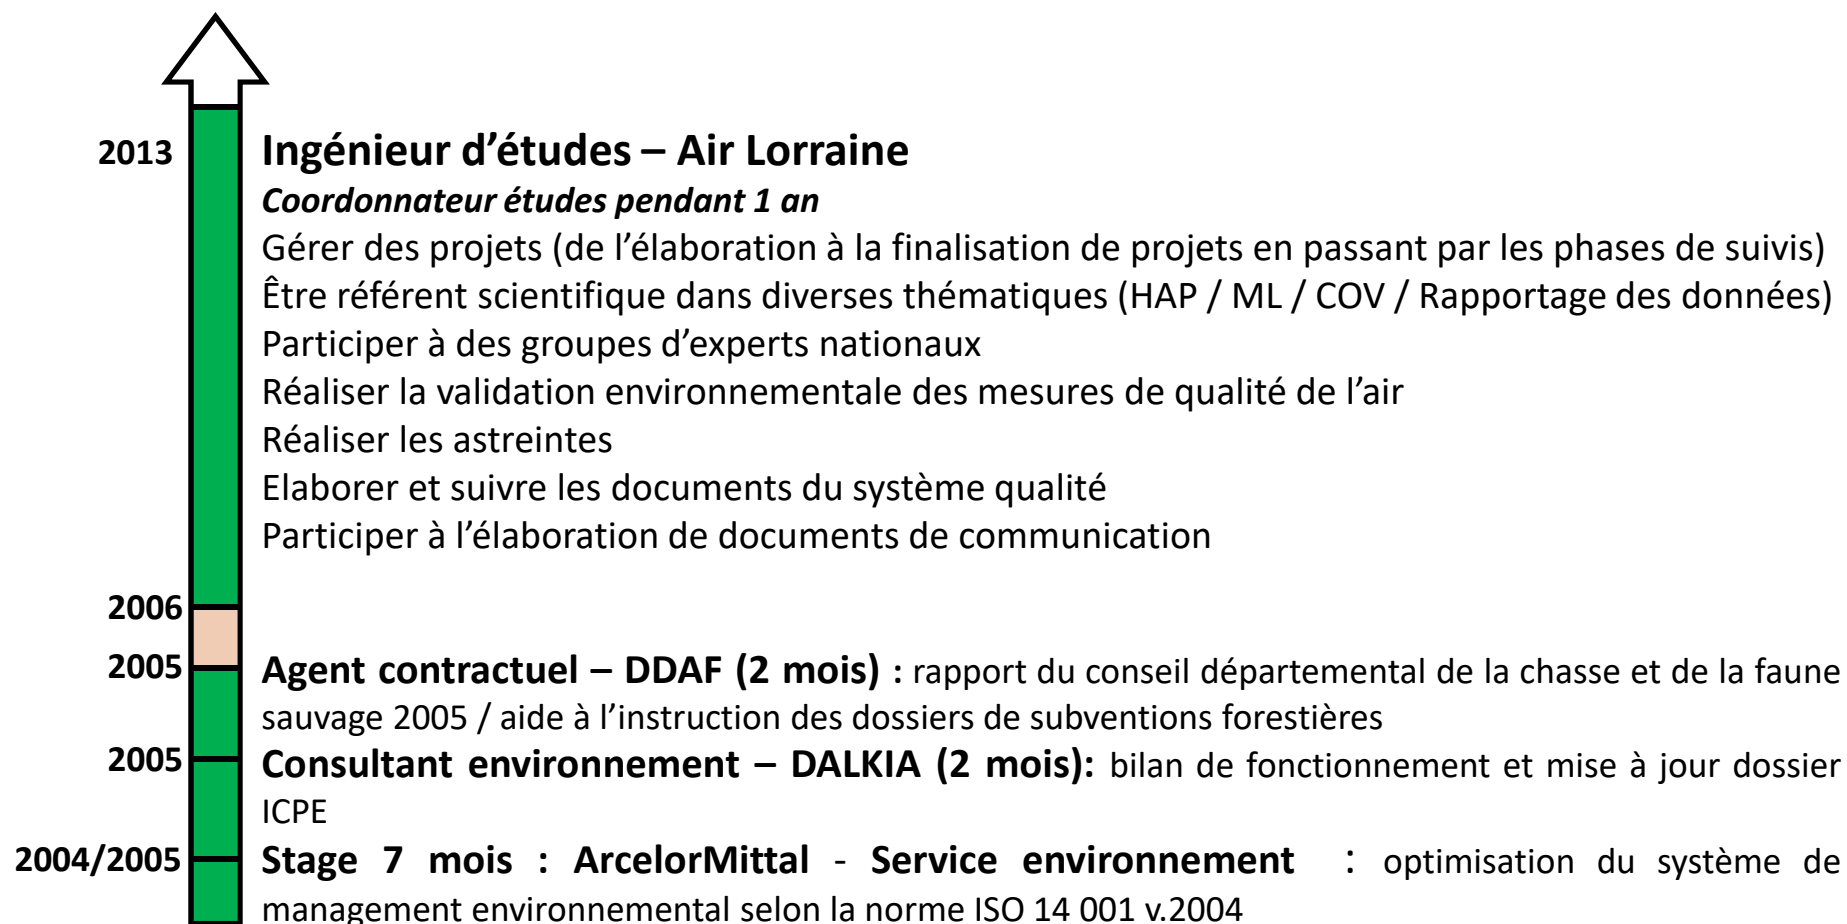 2013 Ingénieur d’études – Air Lorraine
Coordonnateur études pendant 1 an
Gérer des projets (de l’élaboration à la finalisation de projets en passant par les phases de suivis)
Être référent scientifique dans diverses thématiques (HAP / ML / COV / Rapportage des données)
Participer à des groupes d’experts nationaux
Réaliser la validation environnementale des mesures de qualité de l’air
Réaliser les astreintes
Elaborer et suivre les documents du système qualité
Participer à l’élaboration de documents de communication
2006
2005 Agent contractuel – DDAF (2 mois) : rapport du conseil départemental de la chasse et de la faune
sauvage 2005 / aide à l’instruction des dossiers de subventions forestières
2005 Consultant environnement – DALKIA (2 mois): bilan de fonctionnement et mise à jour dossier
ICPE
2004/2005 Stage 7 mois : ArcelorMittal - Service environnement : optimisation du système de
management environnemental selon la norme ISO 14 001 v.2004